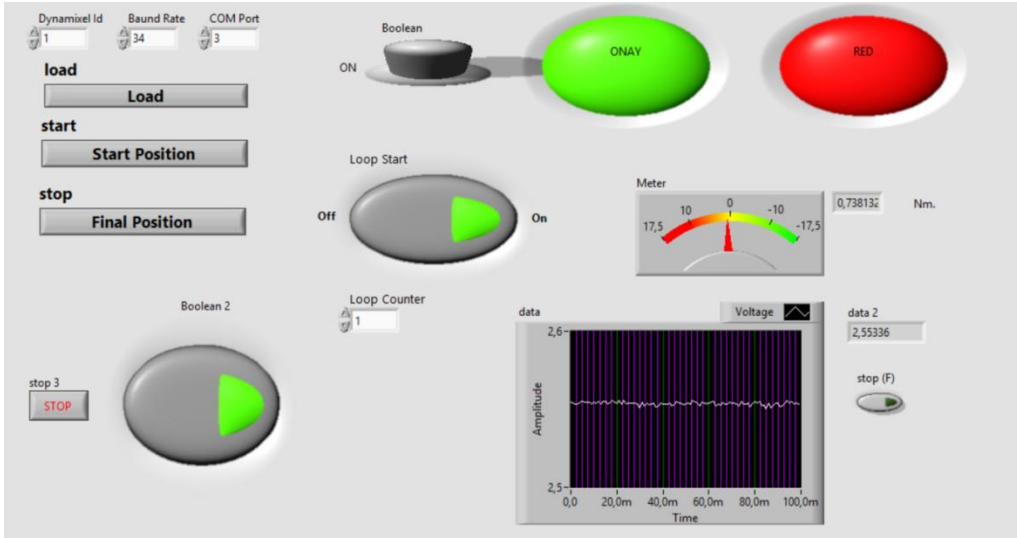 Dynamixel Id
Baund Rate
COM Port
1
34
3
load
Load
start
Start Position
stop
Final Position
Boolean
ON
ONAY
RED
Loop Start
Off
On
Meter
17,5
10
0
-10
-17,5
0,738132
Nm.
Boolean 2
stop 3
STOP
Loop Counter
1
data
Voltage
2,6
Amplitude
2,5
0,0
20,0m
40,0m
60,0m
80,0m
100,0m
Time
data 2
2,55336
stop (F)